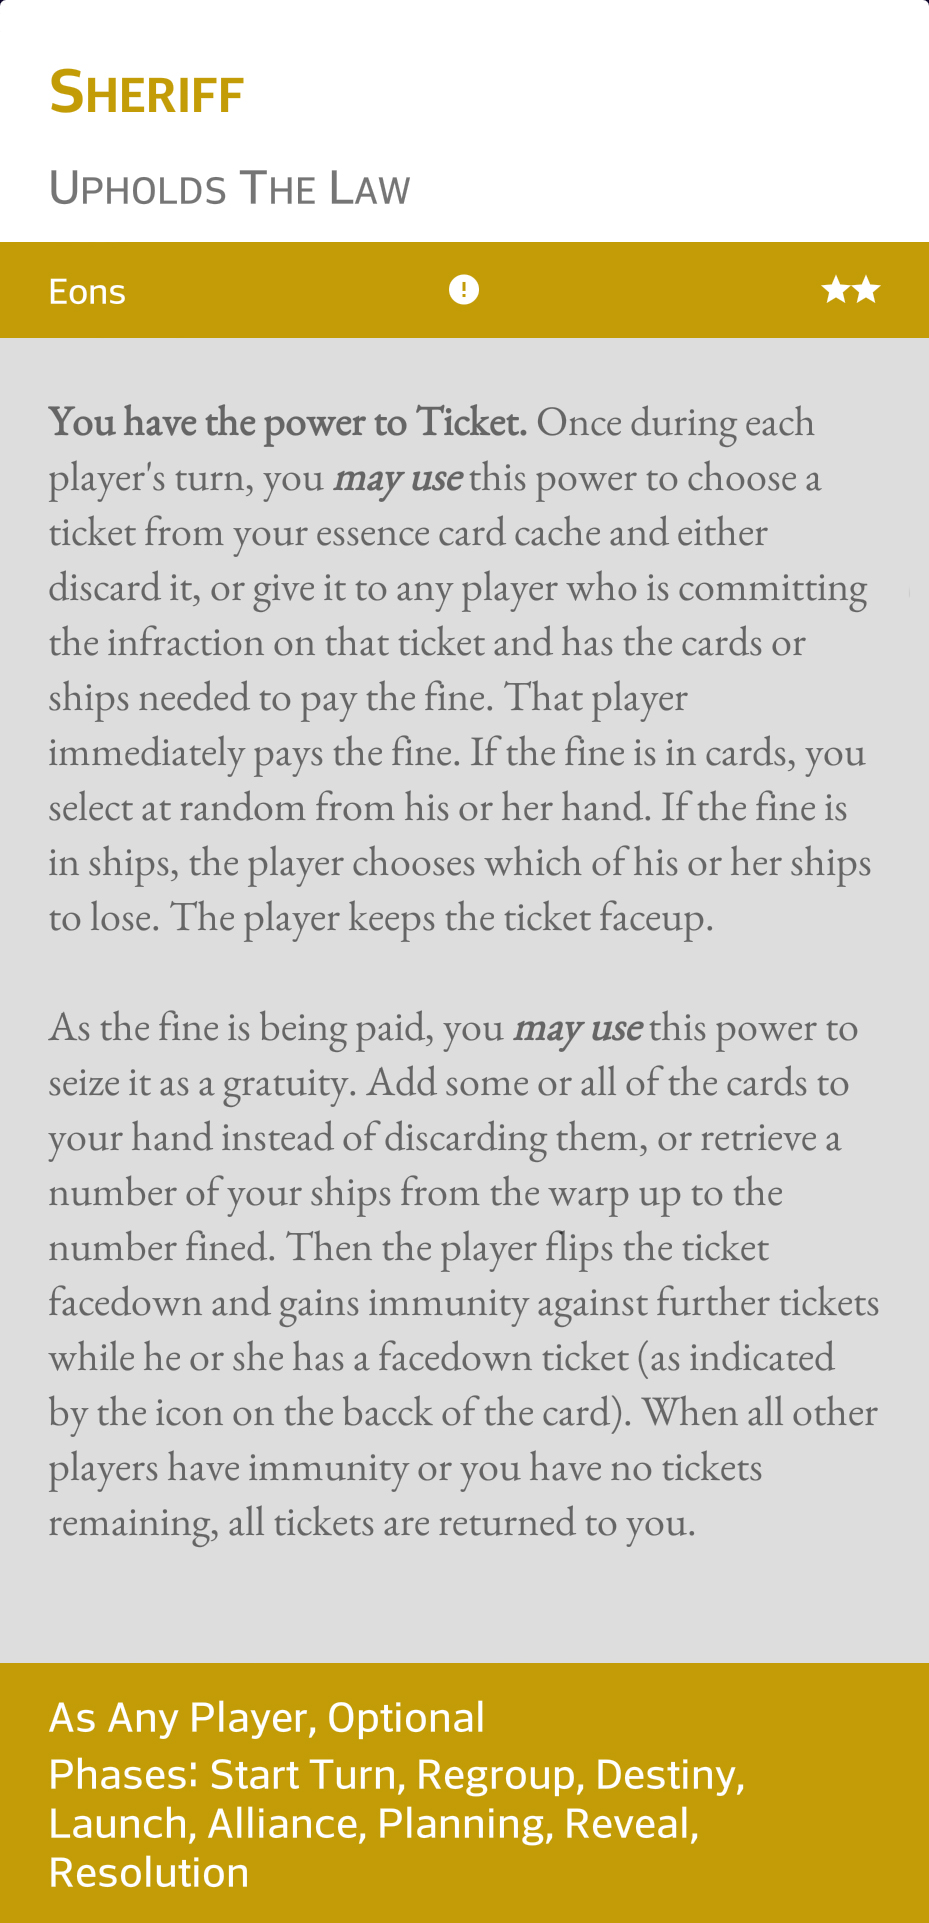 Sheriff
Upholds The Law
Eons
You have the power to Ticket. Once during each
player's turn, you may use this power to choose a
ticket from your essence card cache and either
discard it, or give it to any player who is committing
the infraction on that ticket and has the cards or
ships needed to pay the fine. That player
immediately pays the fine. If the fine is in cards, you
select at random from his or her hand. If the fine is
in ships, the player chooses which of his or her ships
to lose. The player keeps the ticket faceup.
As the fine is being paid, you may use this power to
seize it as a gratuity. Add some or all of the cards to
your hand instead of discarding them, or retrieve a
number of your ships from the warp up to the
number fined. Then the player flips the ticket
facedown and gains immunity against further tickets
while he or she has a facedown ticket (as indicated
by the icon on the bacck of the card). When all other
players have immunity or you have no tickets
remaining, all tickets are returned to you.
As Any Player, Optional
Phases: Start Turn, Regroup, Destiny,
Launch, Alliance, Planning, Reveal,
Resolution